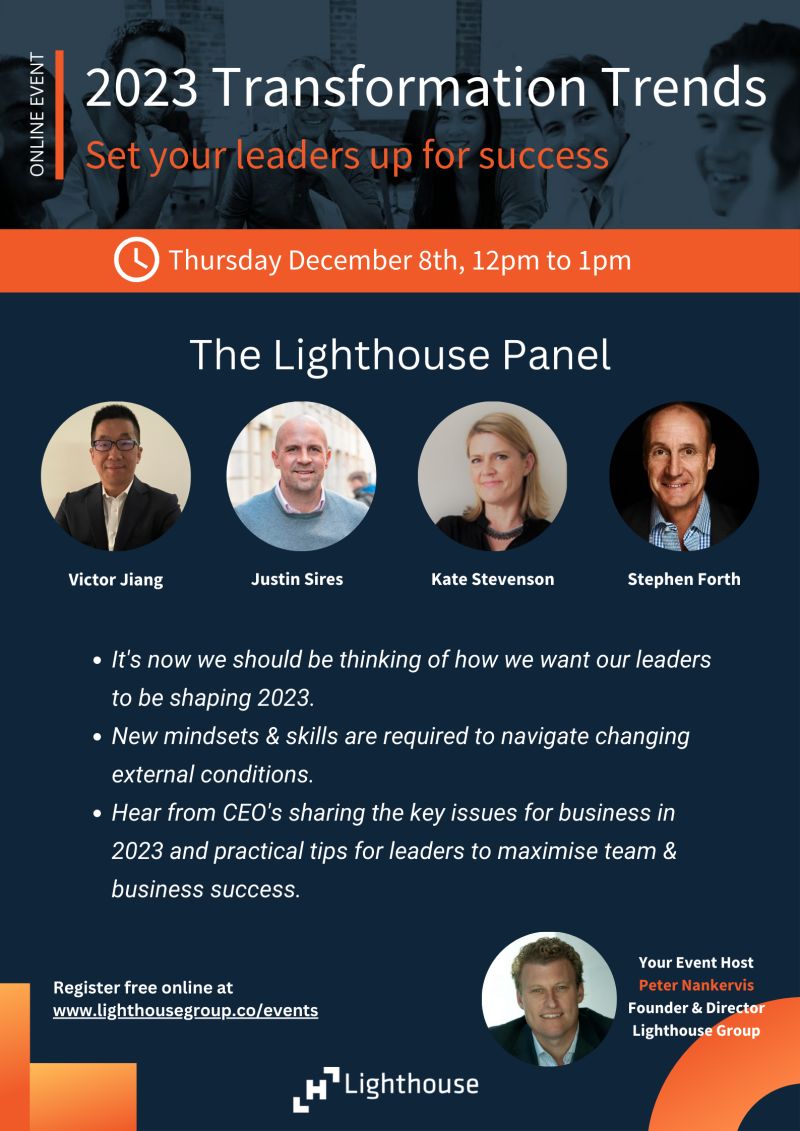 ONLINE EVENT
2023 Transformation Trends
Set your leaders up for success
Thursday December 8th, 12pm to 1pm
The Lighthouse Panel
Victor Jiang
Justin Sires
Kate Stevenson
Stephen Forth
• It's now we should be thinking of how we want our leaders
to be shaping 2023.
• New mindsets & skills are required to navigate changing
external conditions.
• Hear from CEO's sharing the key issues for business in
2023 and practical tips for leaders to maximise team &
business success.
Register free online at
www.lighthousegroup.co/events
Your Event Host
Peter Nankervis
Founder & Director
Lighthouse Group
H Lighthouse